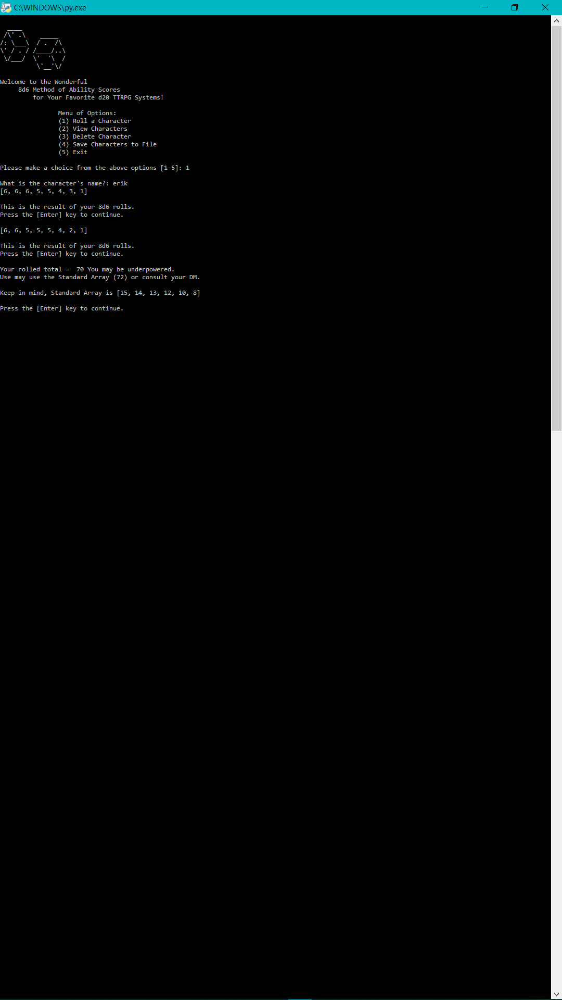 C:\WINDOWS\py.exe
  ____
 /\' .\    _____
/: \___\  / .  /\
\' / . / /____/..\
 \/___/  \'  '\  /
          \'__'\/
Welcome to the Wonderful
     8d6 Method of Ability Scores
         for Your Favorite d20 TTRPG Systems!
                Menu of Options:
                (1) Roll a Character
                (2) View Characters
                (3) Delete Character
                (4) Save Characters to File
                (5) Exit
Please make a choice from the above options [1-5]: 1
What is the character's name?: erik
[6, 6, 6, 5, 5, 4, 3, 1]
This is the result of your 8d6 rolls.
Press the [Enter] key to continue.
[6, 6, 5, 5, 5, 4, 2, 1]
This is the result of your 8d6 rolls.
Press the [Enter] key to continue.
Your rolled total =  70 You may be underpowered.
Use may use the Standard Array (72) or consult your DM.
Keep in mind, Standard Array is [15, 14, 13, 12, 10, 8]
Press the [Enter] key to continue.